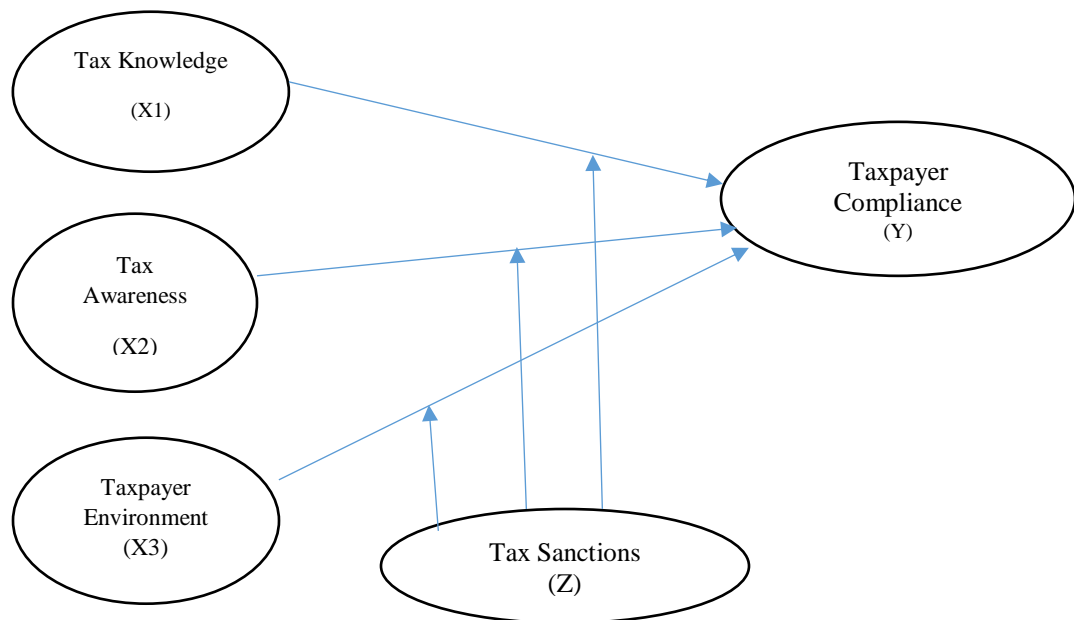 Tax Knowledge
(X1)
Taxpayer
Compliance
(Y)
Tax
Awareness
(X2)
Taxpayer
Environment
(X3)
Tax Sanctions
(Z)